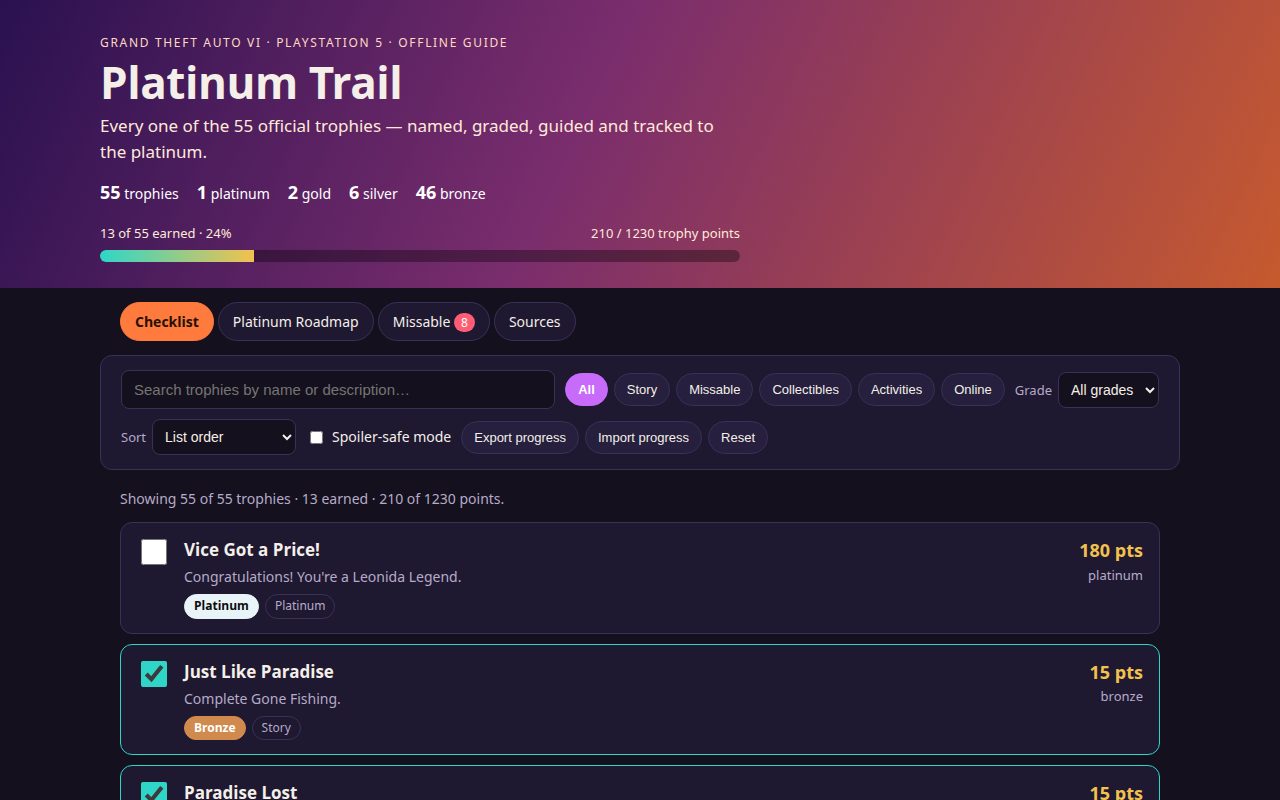 GRAND THEFT AUTO VI · PLAYSTATION 5 · OFFLINE GUIDE
Platinum Trail
Every one of the 55 official trophies — named, graded, guided and tracked to
the platinum.
55 trophies 1 platinum 2 gold 6 silver 46 bronze
13 of 55 earned · 24% 210 / 1230 trophy points
Checklist Platinum Roadmap Missable 8 Sources
Search trophies by name or description… All Story Missable Collectibles Activities Online Grade All grades
Sort List order Spoiler-safe mode Export progress Import progress Reset
Showing 55 of 55 trophies · 13 earned · 210 of 1230 points.
Vice Got a Price! 180 pts
Congratulations! You're a Leonida Legend. platinum
Platinum Platinum
Just Like Paradise 15 pts
Complete Gone Fishing. bronze
Bronze Story
Paradise Lost 15 pts